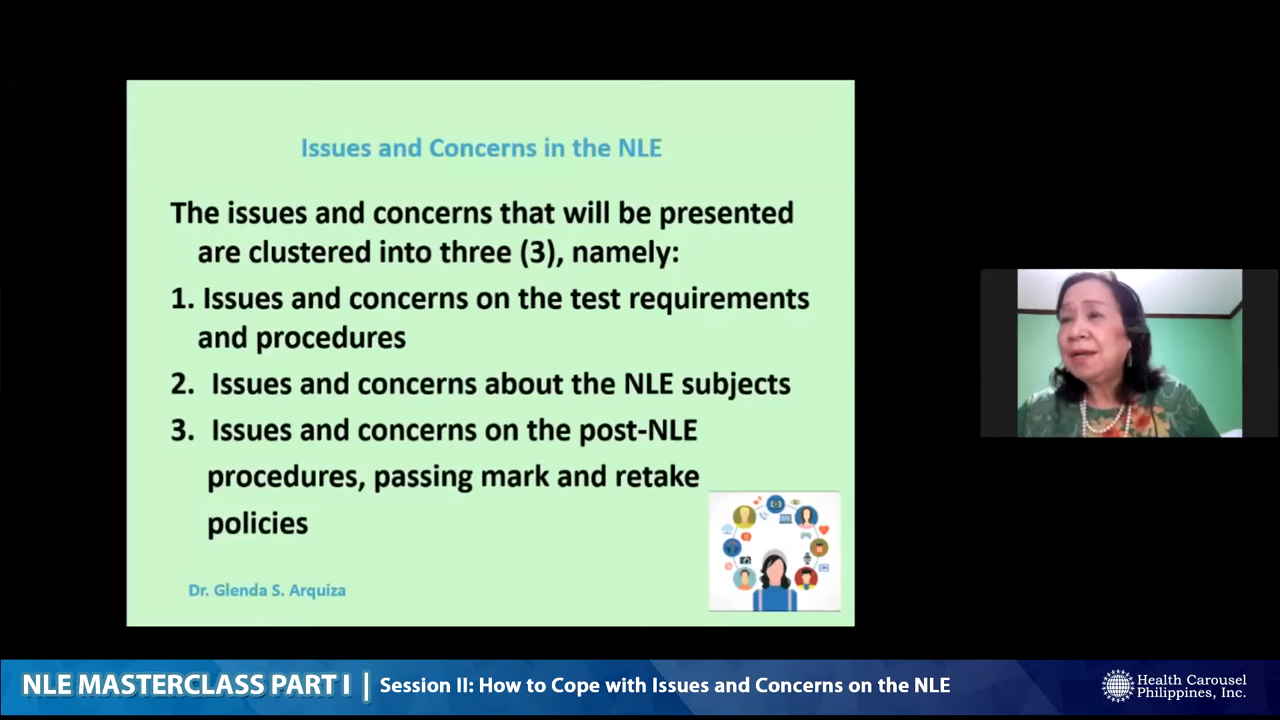 Issues and Concerns in the NLE
The issues and concerns that will be presented
are clustered into three (3), namely:
1. Issues and concerns on the test requirements
and procedures
2. Issues and concerns about the NLE subjects
3. Issues and concerns on the post-NLE
procedures, passing mark and retake
policies
Dr. Glenda S. Arquiza
NLE MASTERCLASS PART I | Session II: How to Cope with Issues and Concerns on the NLE
Health Carousel
Philippines, Inc.